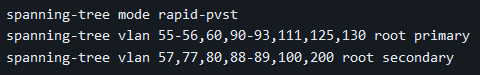 spanning-tree mode rapid-pvst
spanning-tree vlan 55-56,60,90-93,111,125,130 root primary
spanning-tree vlan 57,77,80,88-89,100,200 root secondary